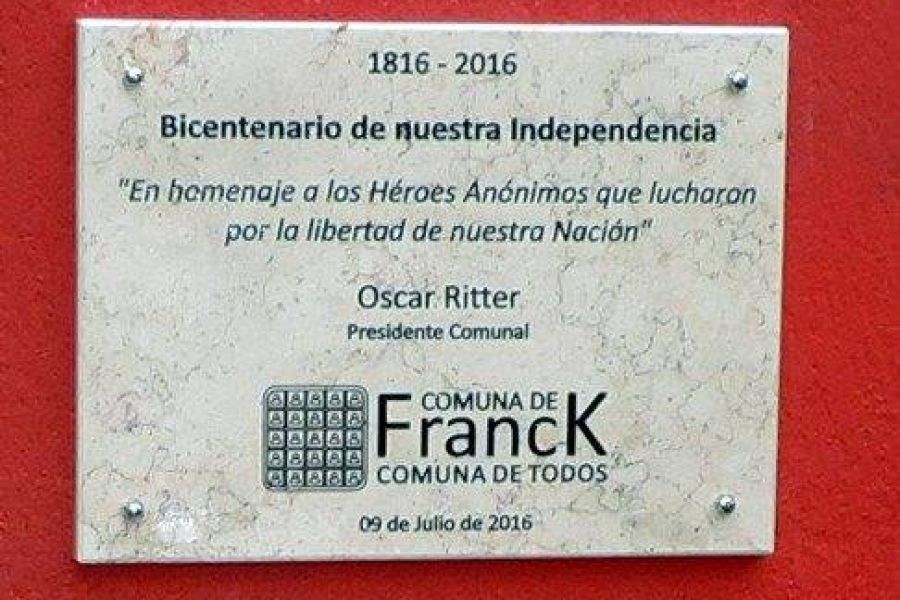 1816 - 2016
Bicentenario de nuestra Independencia
"En homenaje a los Héroes Anónimos que lucharon
por la libertad de nuestra Nación"
Oscar Ritter
Presidente Comunal
COMUNA DE
FrancK
COMUNA DE TODOS
09 de Julio de 2016